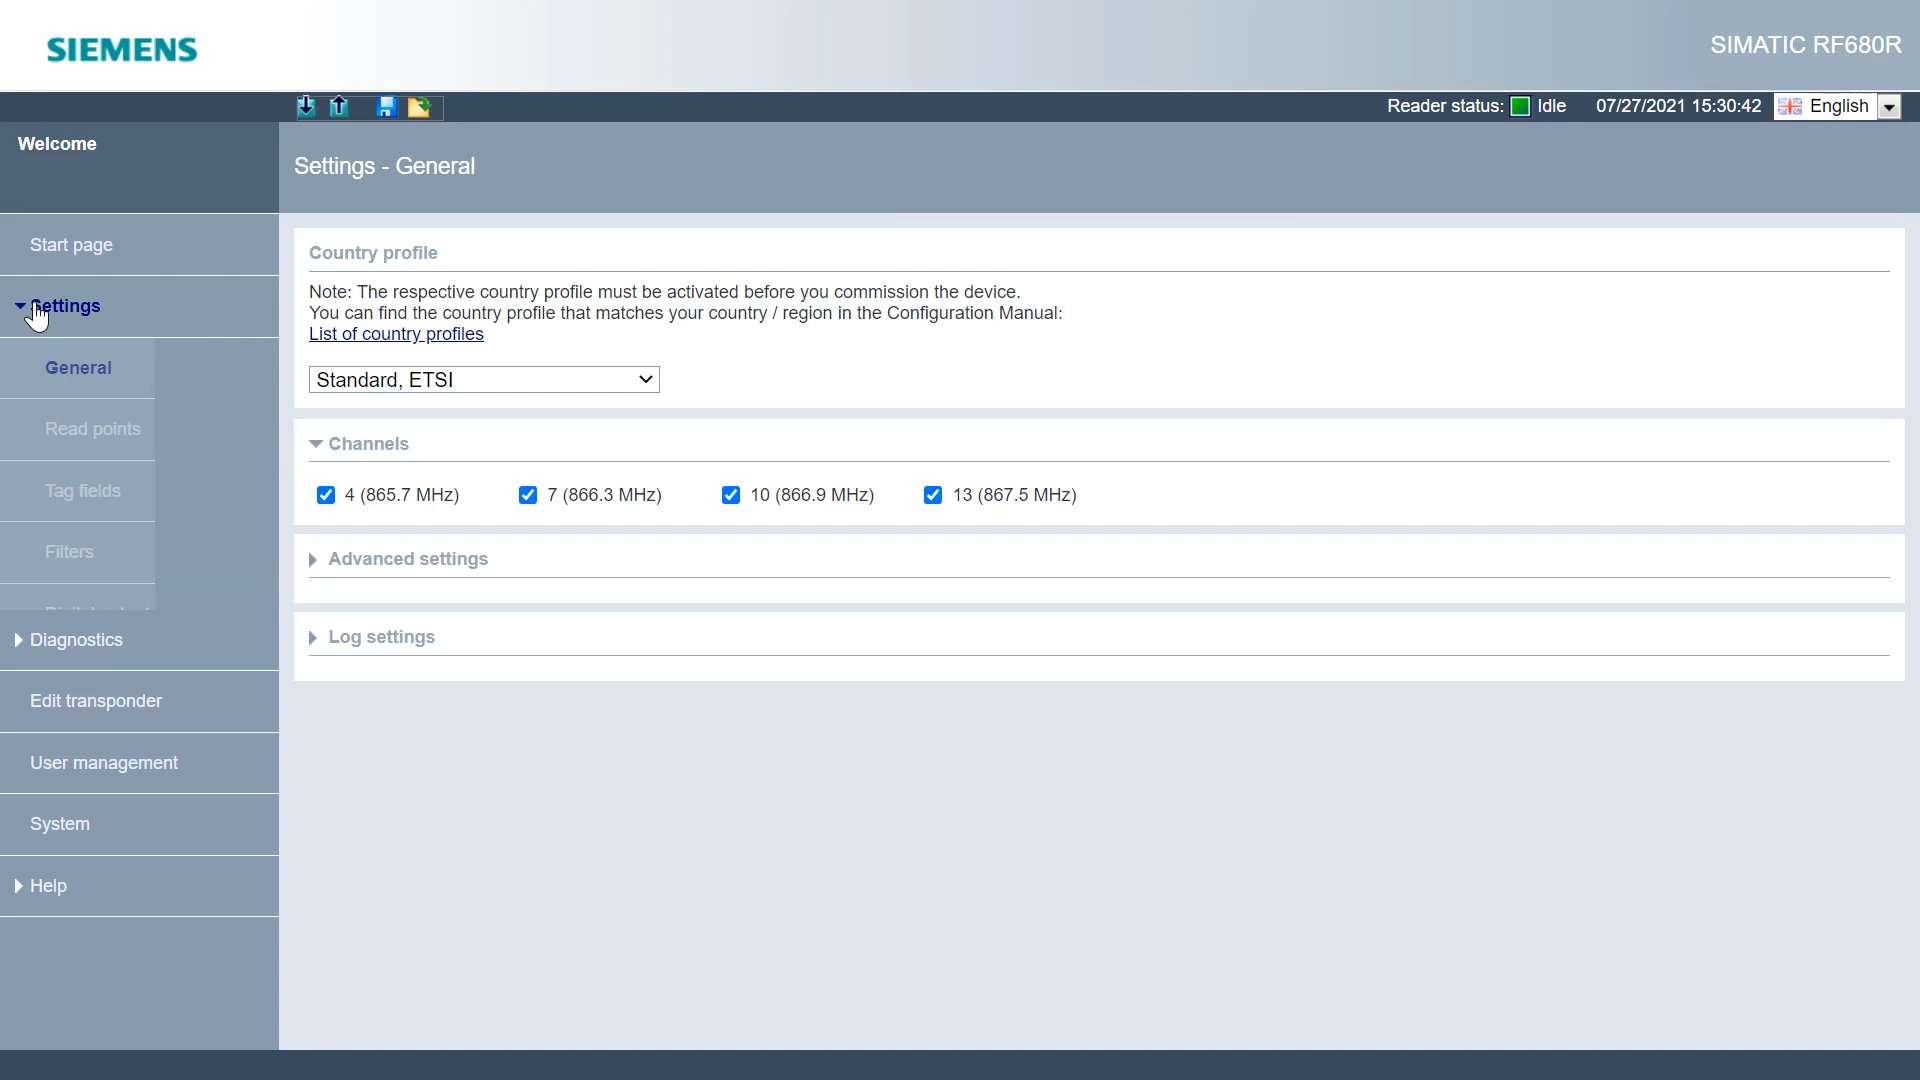 SIEMENS
SIMATIC RF680R
Reader status: Idle 07/27/2021 15:30:42 English
Welcome
Settings - General
Start page
Settings
General
Read points
Tag fields
Filters
Diagnostics
Edit transponder
User management
System
Help
Country profile
Note: The respective country profile must be activated before you commission the device.
You can find the country profile that matches your country / region in the Configuration Manual:
List of country profiles
Standard, ETSI
Channels
4 (865.7 MHz) 7 (866.3 MHz) 10 (866.9 MHz) 13 (867.5 MHz)
Advanced settings
Log settings